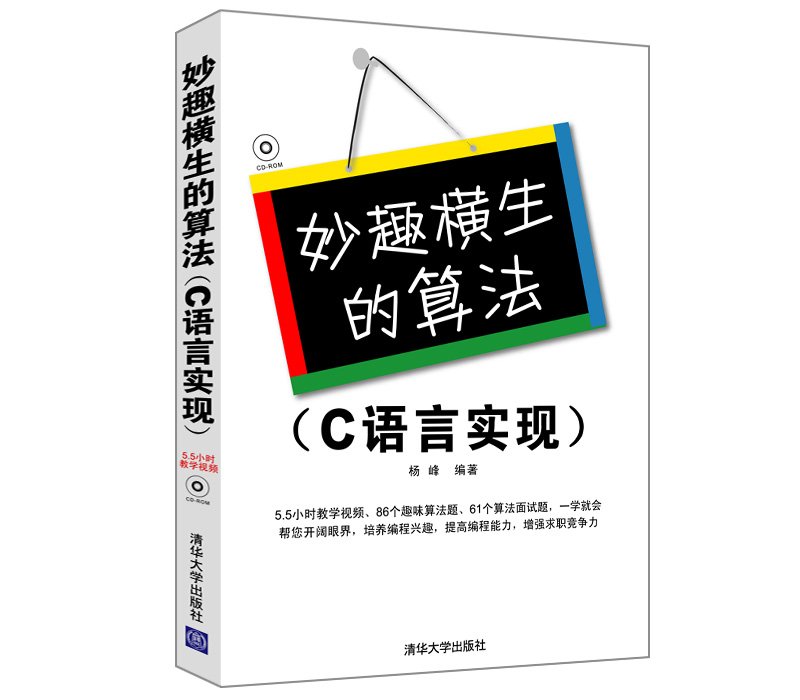 妙趣横生的算法(C语言实现)
5.5小时
教学视频
CD-ROM
清华大学出版社
CD-ROM
妙趣横生
的算法
(C语言实现)
杨 峰 编著
5.5小时教学视频、86个趣味算法题、61个算法面试题，一学就会
帮您开阔眼界，培养编程兴趣，提高编程能力，增强求职竞争力
清华大学出版社